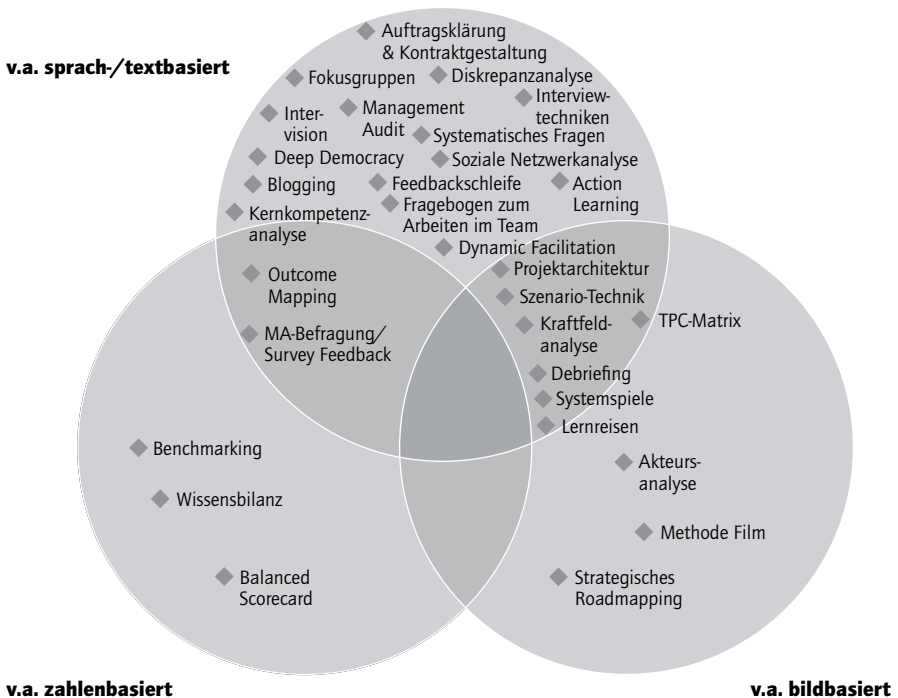 v.a. sprach-/textbasiert
Auftragsklärung
& Kontraktgestaltung
Fokusgruppen
Diskrepanzanalyse
Interview-
techniken
Inter-
vision
Management
Audit
Systematisches Fragen
Deep Democracy
Soziale Netzwerkanalyse
Blogging
Feedbackschleife
Action
Learning
Kernkompetenz-
analyse
Fragebogen zum
Arbeiten im Team
Dynamic Facilitation
Projektarchitektur
Outcome
Mapping
Szenario-Technik
Kraftfeld-
analyse
TPC-Matrix
MA-Befragung/
Survey Feedback
Debriefing
Systemspiele
Lernreisen
Benchmarking
Akteurs-
analyse
Wissensbilanz
Methode Film
Balanced
Scorecard
Strategisches
Roadmapping
v.a. zahlenbasiert
v.a. bildbasiert